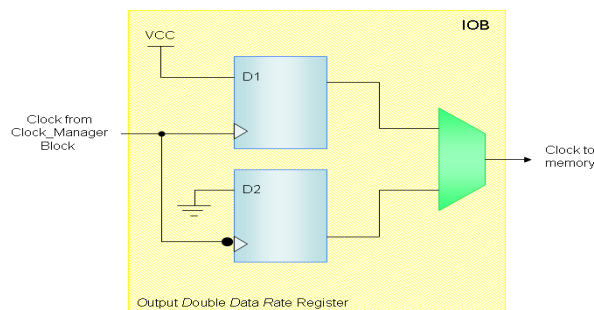 IOB
VCC
D1
Clock from
Clock_Manager
Block
Clock to
memory
D2
Output Double Data Rate Register